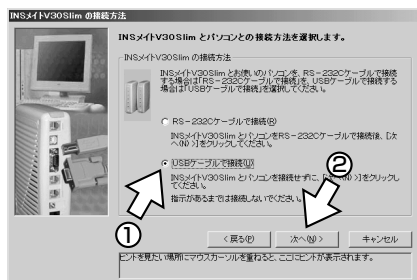 INSメイトV30Slim の接続方法
INSメイトV30Slim とパソコンとの接続方法を選択します。
INSメイトV30Slim の接続方法
INSメイトV30Slim とお使いのパソコンを、RS-232Cケーブルで接続
する場合は「RS-232Cケーブルで接続」を、USBケーブルで接続する
場合は「USBケーブルで接続」を選択してください。
RS-232Cケーブルで接続(R)
INSメイトV30Slim とパソコンをRS-232Cケーブルで接続後、[次
へ(N) >]をクリックしてください。
USBケーブルで接続(U)
INSメイトV30Slim とパソコンを接続せずに、[次へ(N) >]をクリックし
てください。
指示があるまでは接続しないでください。
① ②
< 戻る(P) 次へ(N) > キャンセル
ヒントを見たい場所にマウスカーソルを重ねると、ここにヒントが表示されます。